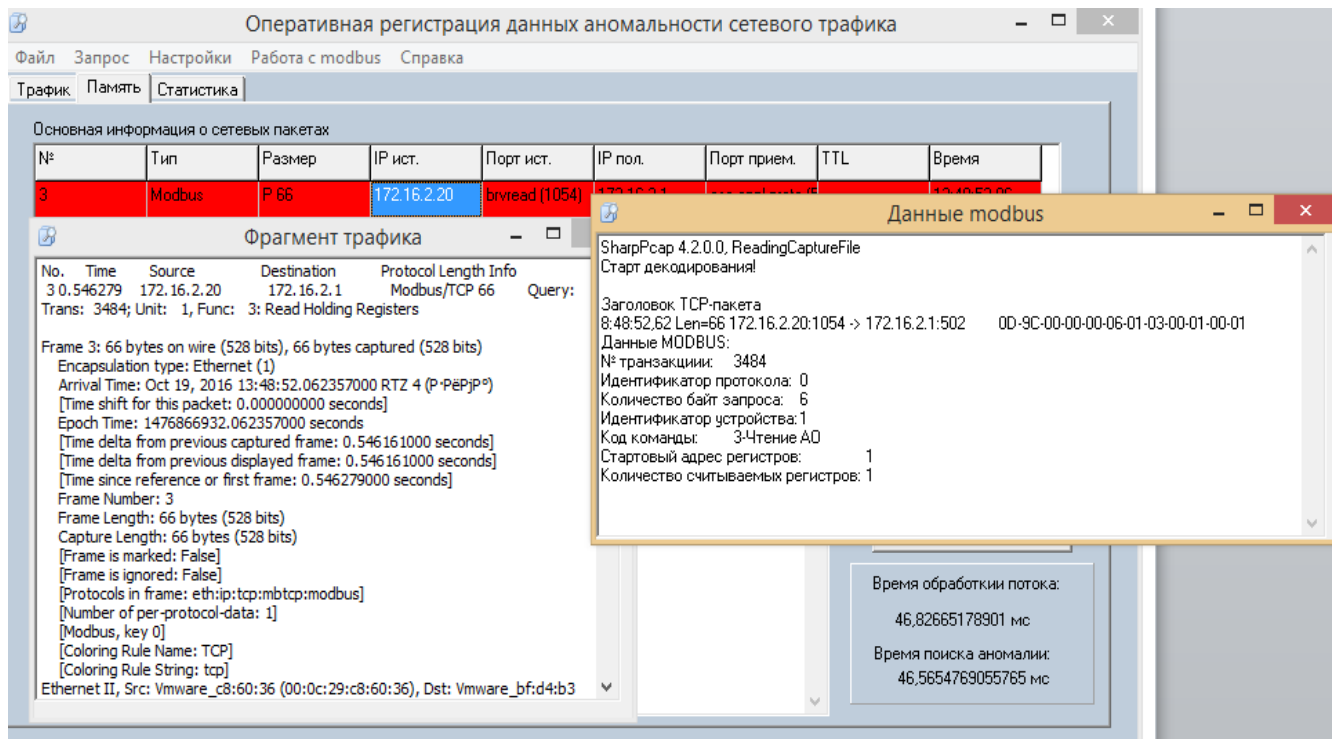 Оперативная регистрация данных аномальности сетевого трафика
Файл Запрос Настройки Работа с modbus Справка
Трафик Память Статистика
Основная информация о сетевых пакетах
№ Тип Размер IP ист. Порт ист. IP пол. Порт прием. TTL Время
3 Modbus P 66 172.16.2.20 brvread (1054) 172.16.2.1
Фрагмент трафика
No. Time Source Destination Protocol Length Info
3 0.546279 172.16.2.20 172.16.2.1 Modbus/TCP 66 Query:
Trans: 3484; Unit: 1, Func: 3: Read Holding Registers
Frame 3: 66 bytes on wire (528 bits), 66 bytes captured (528 bits)
Encapsulation type: Ethernet (1)
Arrival Time: Oct 19, 2016 13:48:52.062357000 RTZ 4 (Р·РёРјР°)
[Time shift for this packet: 0.000000000 seconds]
Epoch Time: 1476866932.062357000 seconds
[Time delta from previous captured frame: 0.546161000 seconds]
[Time delta from previous displayed frame: 0.546161000 seconds]
[Time since reference or first frame: 0.546279000 seconds]
Frame Number: 3
Frame Length: 66 bytes (528 bits)
Capture Length: 66 bytes (528 bits)
[Frame is marked: False]
[Frame is ignored: False]
[Protocols in frame: eth:ip:tcp:mbtcp:modbus]
[Number of per-protocol-data: 1]
[Modbus, key 0]
[Coloring Rule Name: TCP]
[Coloring Rule String: tcp]
Ethernet II, Src: Vmware_c8:60:36 (00:0c:29:c8:60:36), Dst: Vmware_bf:d4:b3
Данные modbus
SharpPcap 4.2.0.0, ReadingCaptureFile
Старт декодирования!
Заголовок TCP-пакета
8:48:52,62 Len=66 172.16.2.20:1054 -> 172.16.2.1:502 0D-9C-00-00-00-06-01-03-00-01-00-01
Данные MODBUS:
№ транзакциии: 3484
Идентификатор протокола: 0
Количество байт запроса: 6
Идентификатор устройства:1
Код команды: 3-Чтение АО
Стартовый адрес регистров: 1
Количество считываемых регистров: 1
Время обработкии потока:
46,82665178901 мс
Время поиска аномалии:
46,5654769055765 мс